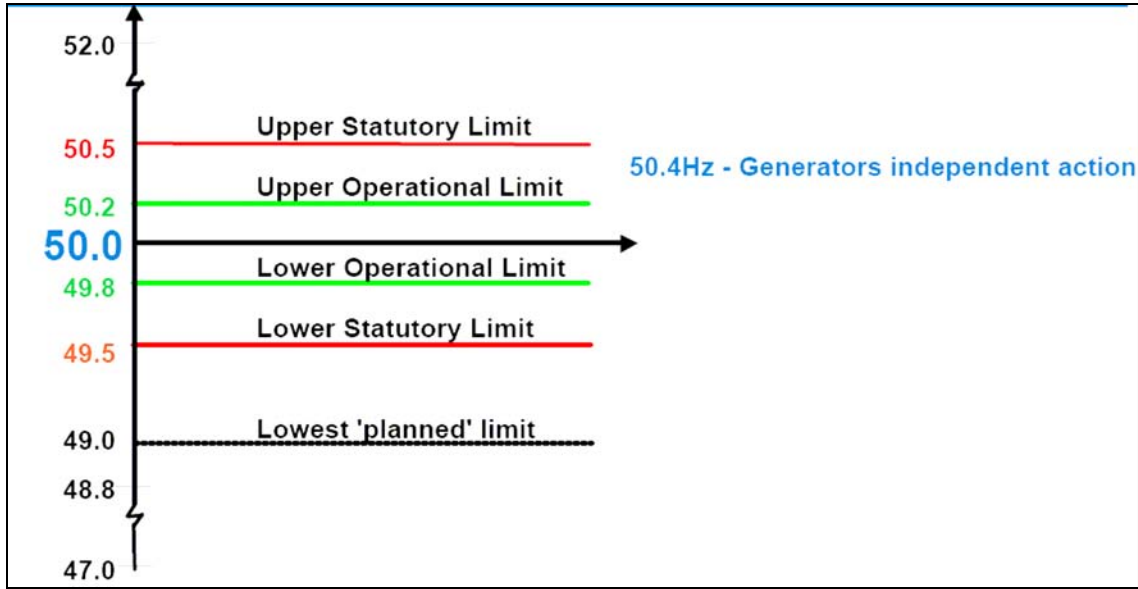 52.0
Upper Statutory Limit
50.5
50.4Hz - Generators independent action
Upper Operational Limit
50.2
50.0
Lower Operational Limit
49.8
Lower Statutory Limit
49.5
Lowest 'planned' limit
49.0
48.8
47.0